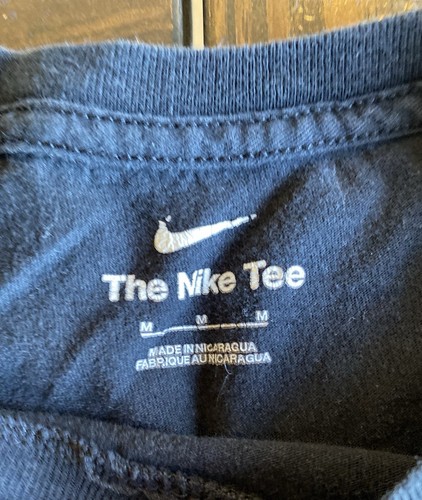 The Nike Tee
M M M
MADE IN NICARAGUA
FABRIQUE AU NICARAGUA